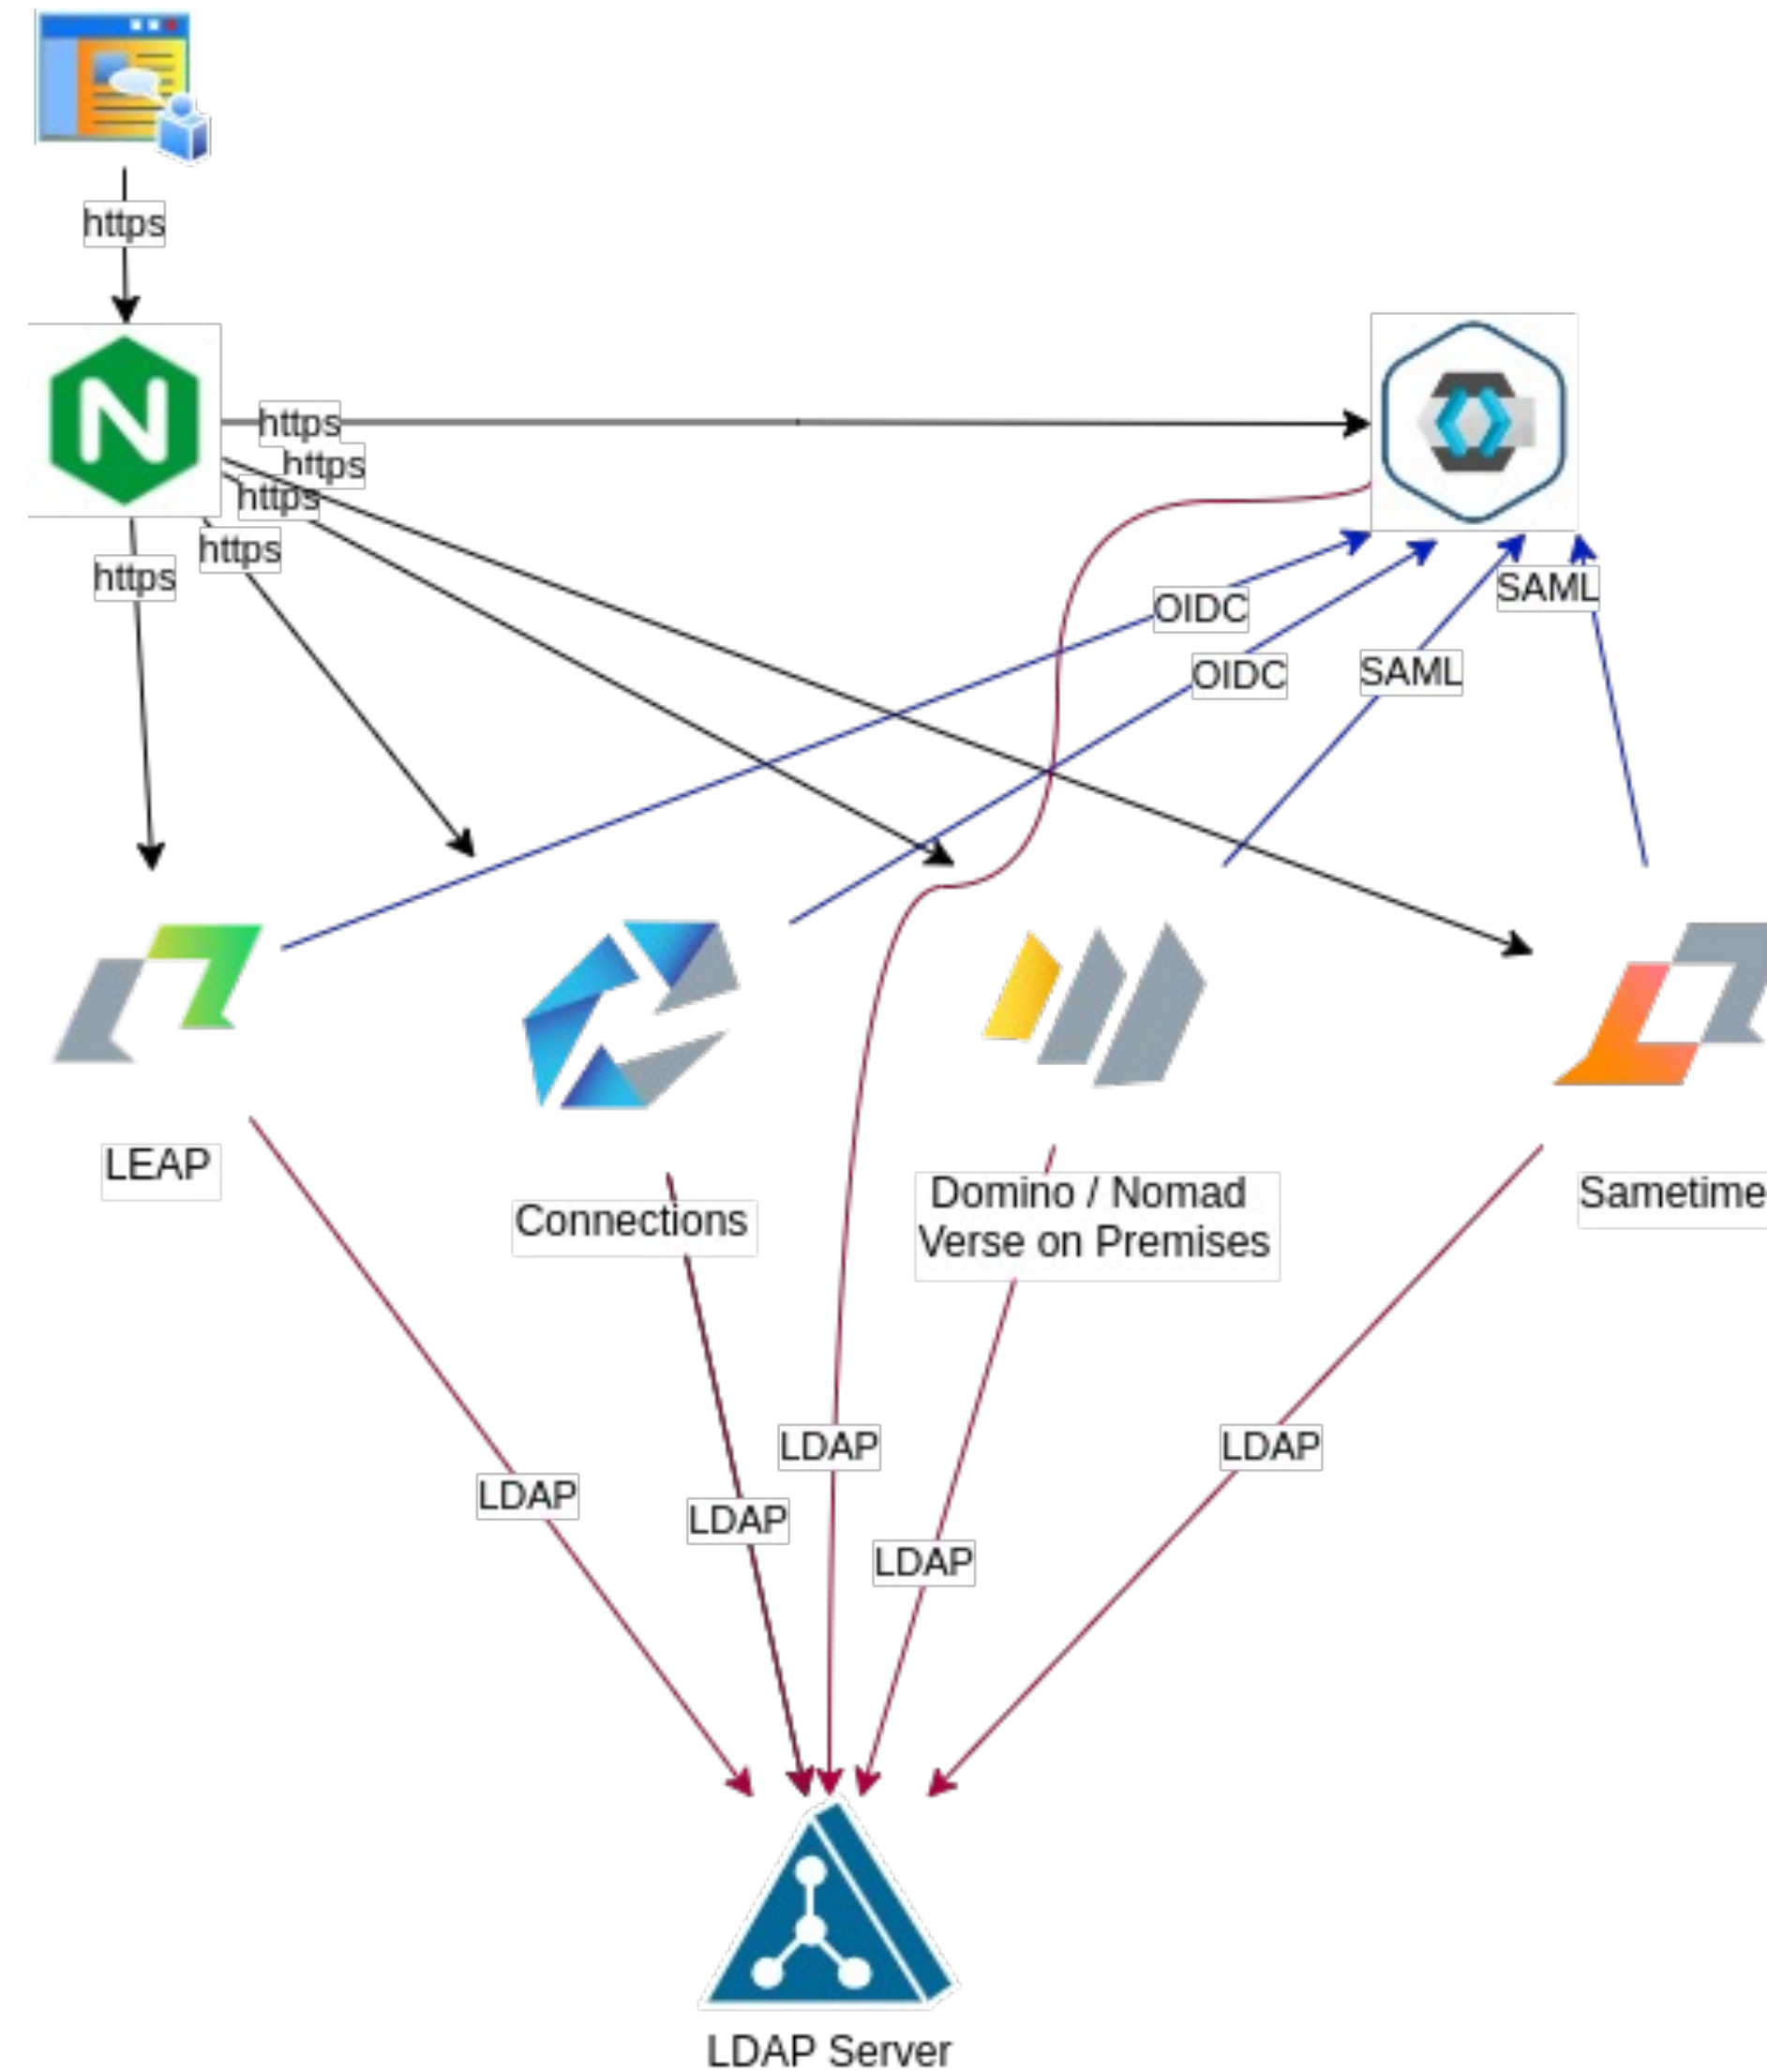 https
N
https
https
https
https
https
SAML
OIDC
OIDC
SAML
LEAP
Connections
Domino / Nomad
Verse on Premises
Sametime
LDAP
LDAP
LDAP
LDAP
LDAP
LDAP Server